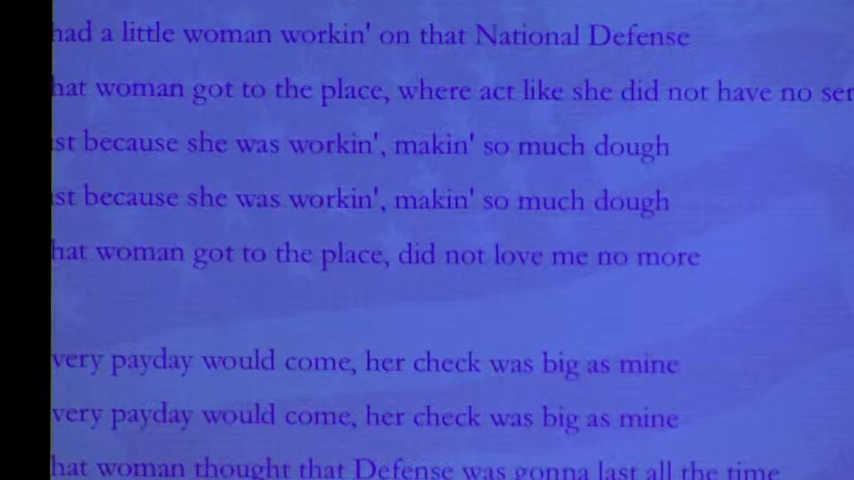 had a little woman workin' on that National Defense
hat woman got to the place, where act like she did not have no ser
st because she was workin', makin' so much dough
st because she was workin', makin' so much dough
hat woman got to the place, did not love me no more
very payday would come, her check was big as mine
very payday would come, her check was big as mine
hat woman thought that Defense was gonna last all the time